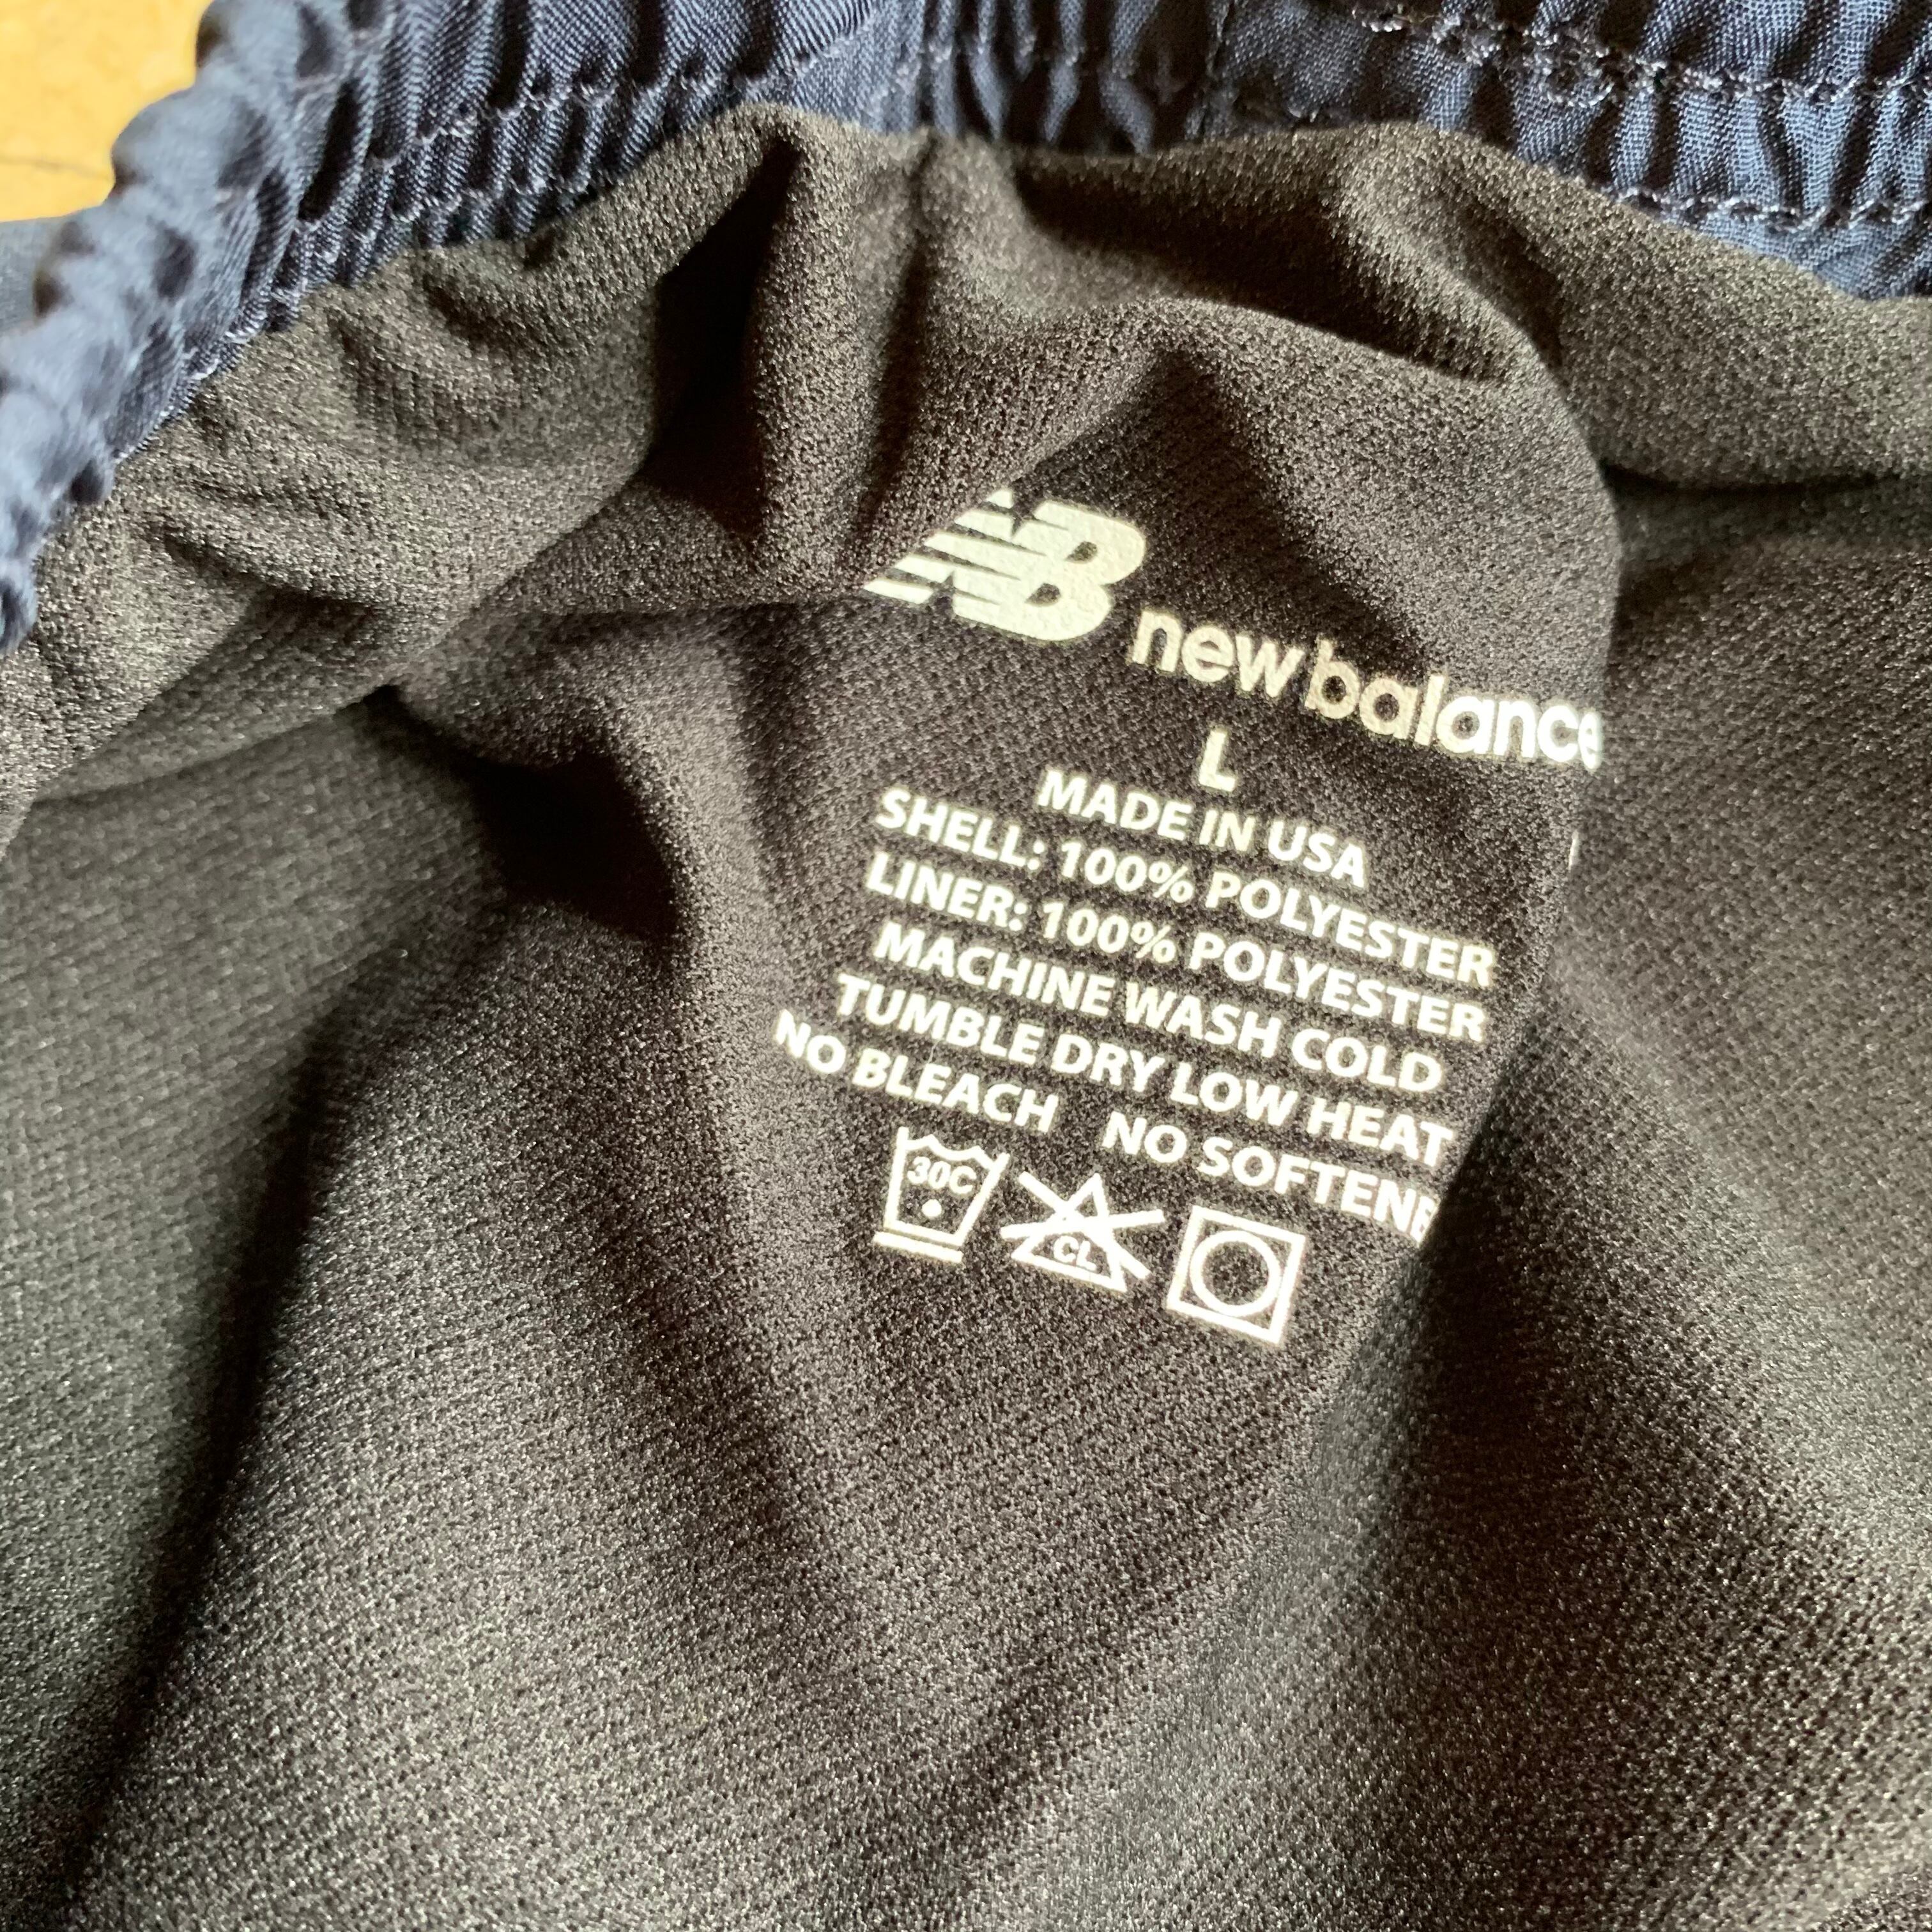 NB new balance
L
MADE IN USA
SHELL: 100% POLYESTER
LINER: 100% POLYESTER
MACHINE WASH COLD
TUMBLE DRY LOW HEAT
NO BLEACH NO SOFTENE
30C CL